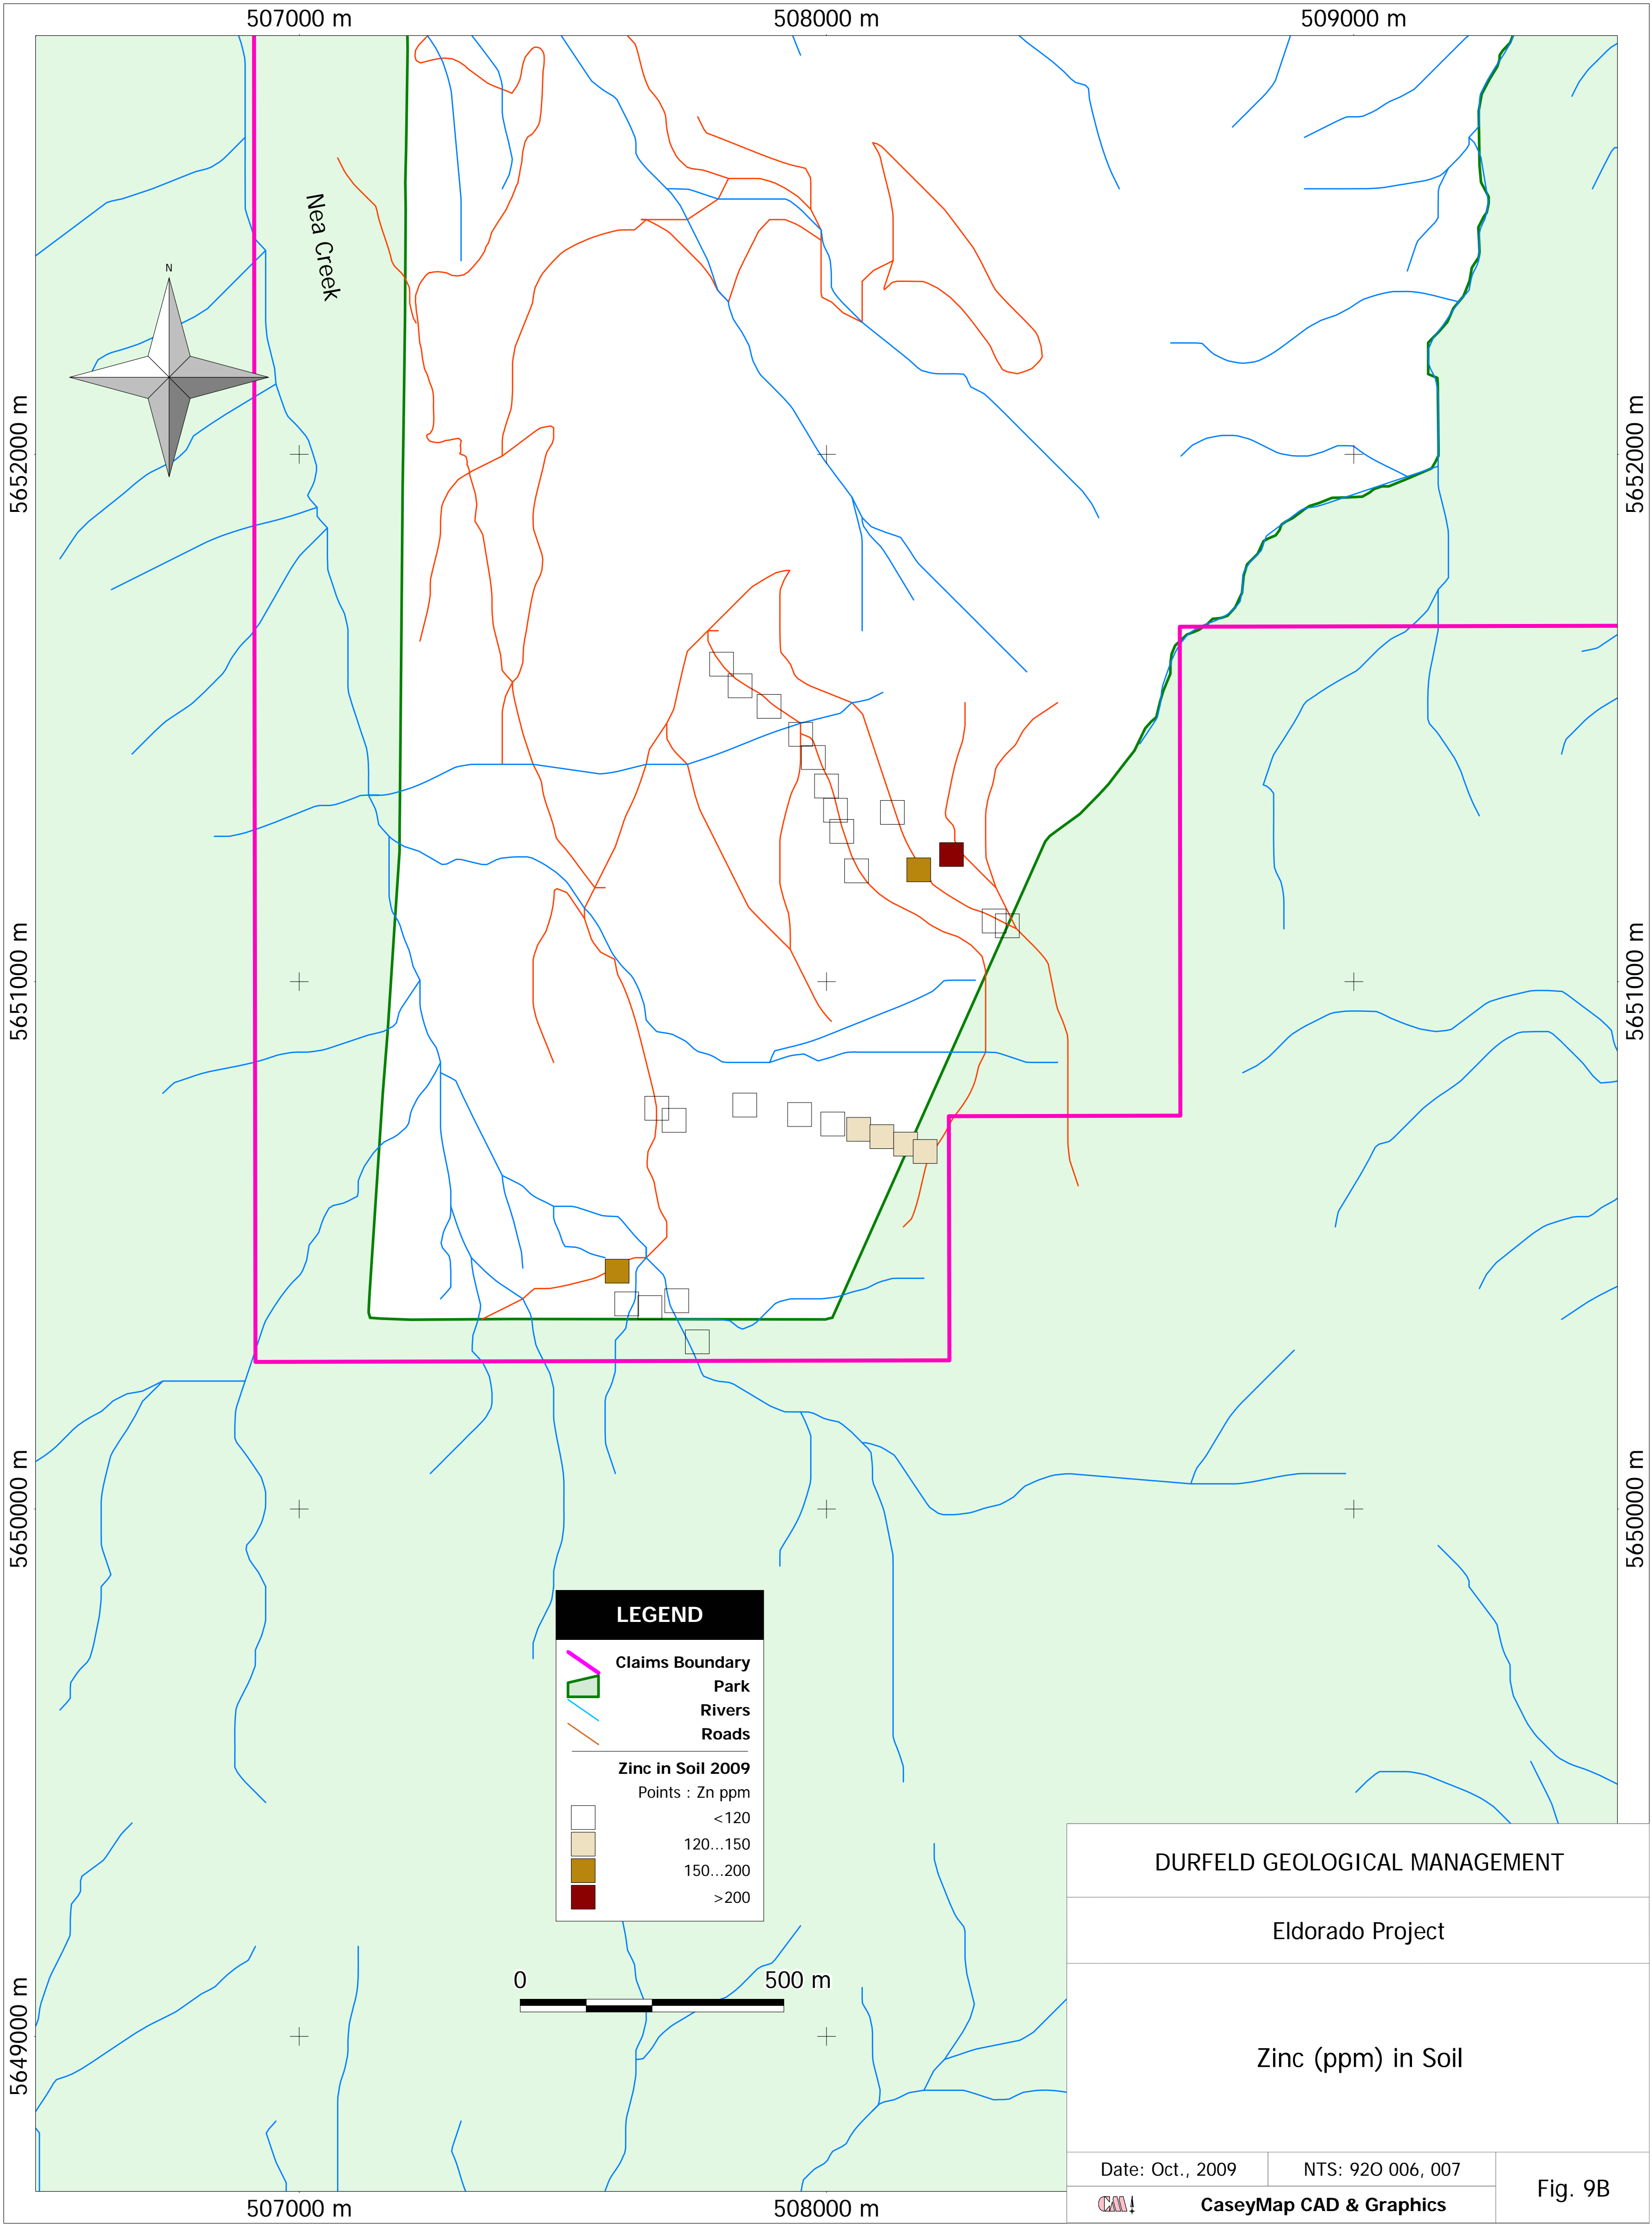 507000 m
508000 m
509000 m
Nea Creek
N
5652000 m
5652000 m
5651000 m
5651000 m
5650000 m
5650000 m
LEGEND
Claims Boundary
Park
Rivers
Roads
Zinc in Soil 2009
Points : Zn ppm
<120
120...150
150...200
>200
0
500 m
5649000 m
507000 m
508000 m
DURFELD GEOLOGICAL MANAGEMENT
Eldorado Project
Zinc (ppm) in Soil
Date: Oct., 2009
NTS: 92O 006, 007
Fig. 9B
CM
CaseyMap CAD & Graphics